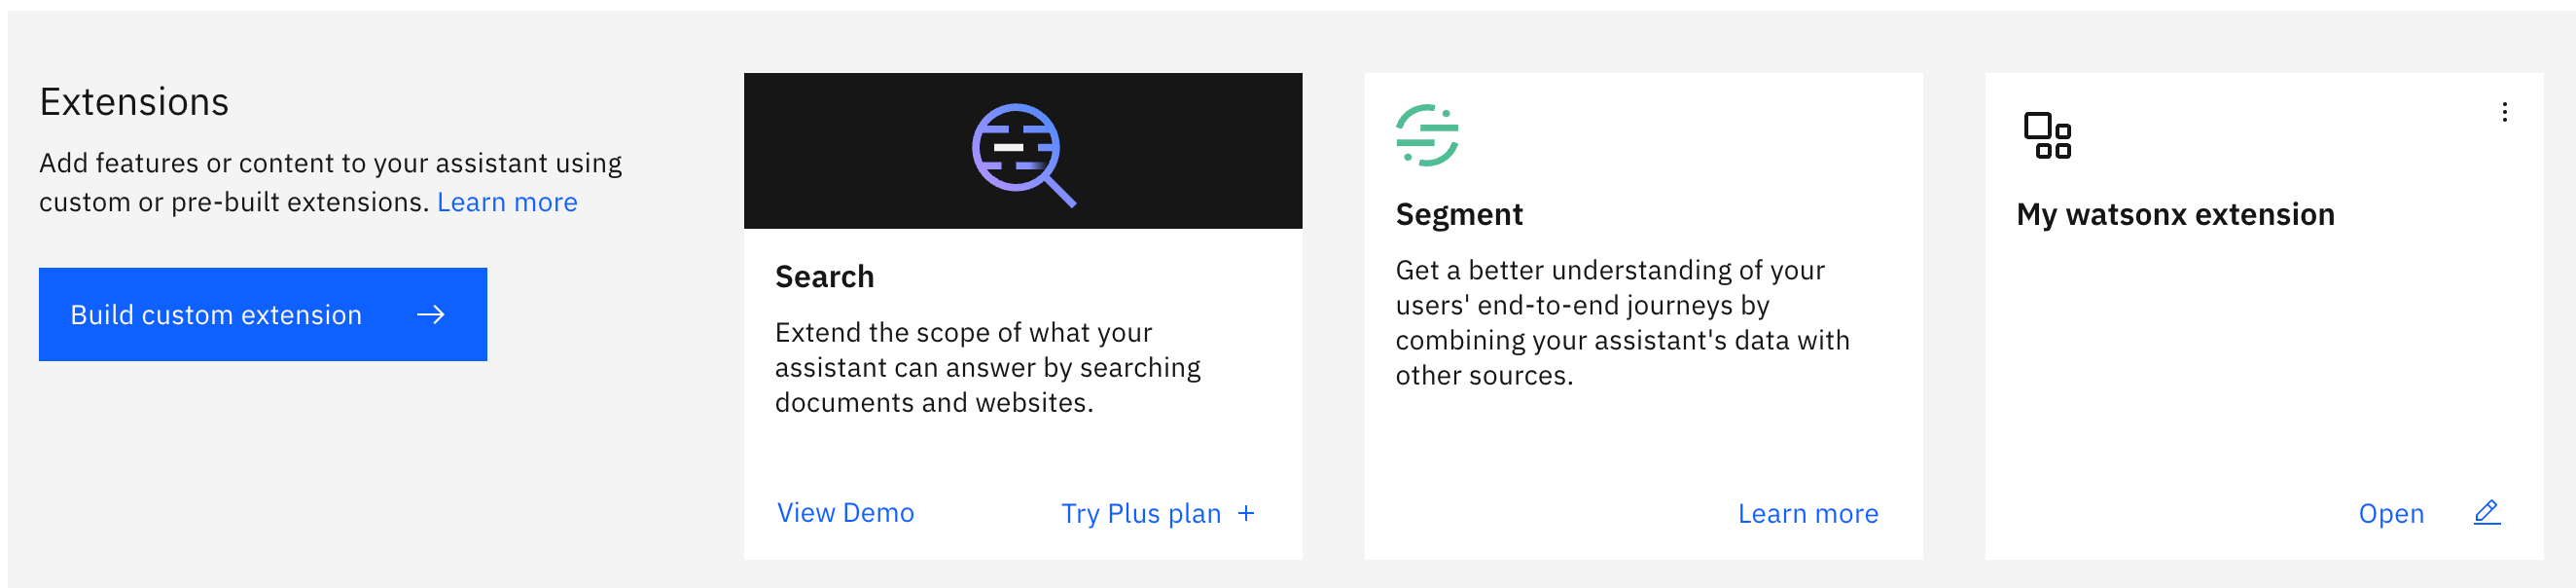 Extensions
Add features or content to your assistant using
custom or pre-built extensions. Learn more
Build custom extension
Search
Extend the scope of what your
assistant can answer by searching
documents and websites.
View Demo
Try Plus plan
Segment
Get a better understanding of your
users' end-to-end journeys by
combining your assistant's data with
other sources.
Learn more
My watsonx extension
Open